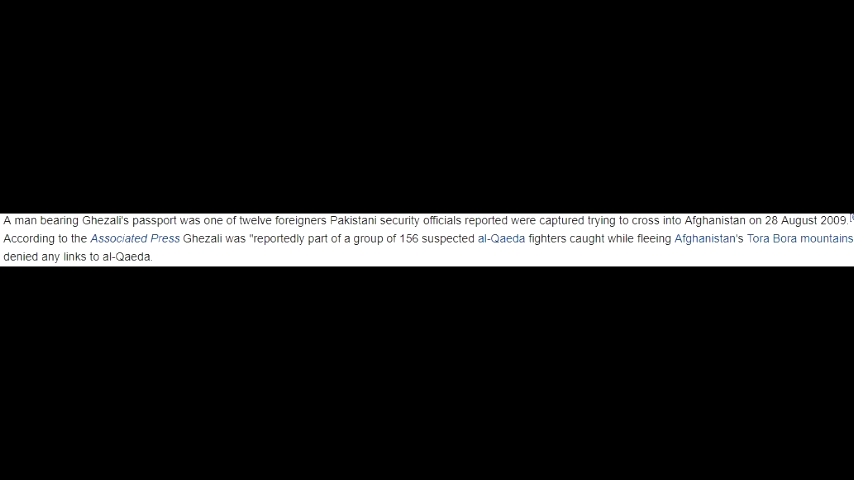 A man bearing Ghezali's passport was one of twelve foreigners Pakistani security officials reported were captured trying to cross into Afghanistan on 28 August 2009.
According to the Associated Press Ghezali was "reportedly part of a group of 156 suspected al-Qaeda fighters caught while fleeing Afghanistan's Tora Bora mountains
denied any links to al-Qaeda.